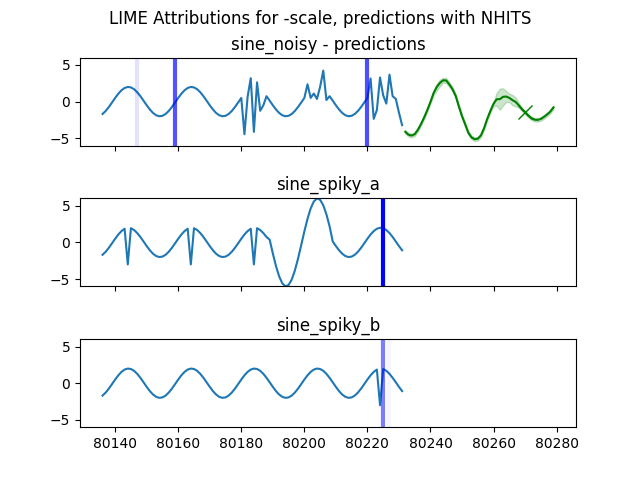 LIME Attributions for -scale, predictions with NHITS
sine_noisy - predictions
5
0
−5
sine_spiky_a
5
0
−5
sine_spiky_b
5
0
−5
80140 80160 80180 80200 80220 80240 80260 80280